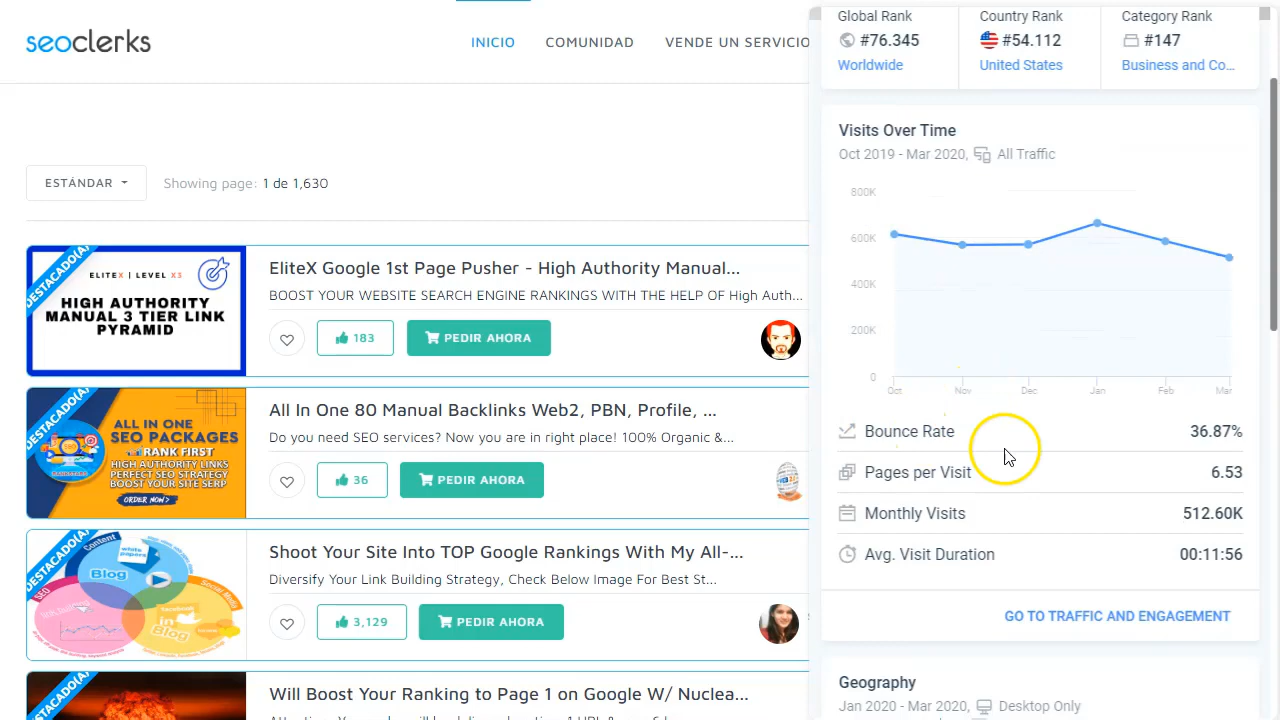 seoclerks
INICIO
COMUNIDAD
VENDE UN SERVICIO
ESTÁNDAR
Showing page: 1 de 1,630
DESTACADO(A)
ELITEX | LEVEL XS
HIGH AUTHORITY
MANUAL 3 TIER LINK
PYRAMID
EliteX Google 1st Page Pusher - High Authority Manual...
BOOST YOUR WEBSITE SEARCH ENGINE RANKINGS WITH THE HELP OF High Auth...
183
PEDIR AHORA
DESTACADO(A)
ALL IN ONE
SEO PACKAGES
RANK FIRST
HIGH AUTHORITY LINKS
PERFECT SEO STRATEGY
BOOST YOUR SITE SERP
ORDER NOW
All In One 80 Manual Backlinks Web2, PBN, Profile, ...
Do you need SEO services? Now you are in right place! 100% Organic &...
36
PEDIR AHORA
DESTACADO(A)
Content
white papers
Blog
SEO
Social Media
facebook
in
Blog
Shoot Your Site Into TOP Google Rankings With My All-...
Diversify Your Link Building Strategy, Check Below Image For Best St...
3,129
PEDIR AHORA
DESTACADO(A)
Will Boost Your Ranking to Page 1 on Google W/ Nuclea...
Global Rank
#76.345
Worldwide
Country Rank
#54.112
United States
Category Rank
#147
Business and Co...
Visits Over Time
Oct 2019 - Mar 2020, All Traffic
800K
600K
400K
200K
0
Oct Nov Dec Jan Feb Mar
Bounce Rate 36.87%
Pages per Visit 6.53
Monthly Visits 512.60K
Avg. Visit Duration 00:11:56
GO TO TRAFFIC AND ENGAGEMENT
Geography
Jan 2020 - Mar 2020, Desktop Only